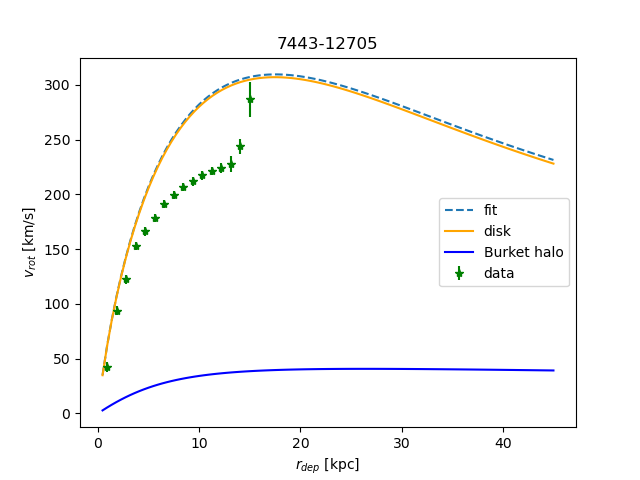 7443-12705
300
250
200
150
100
50
0
v_rot [km/s]
fit
disk
Burket halo
data
0 10 20 30 40
r_dep [kpc]